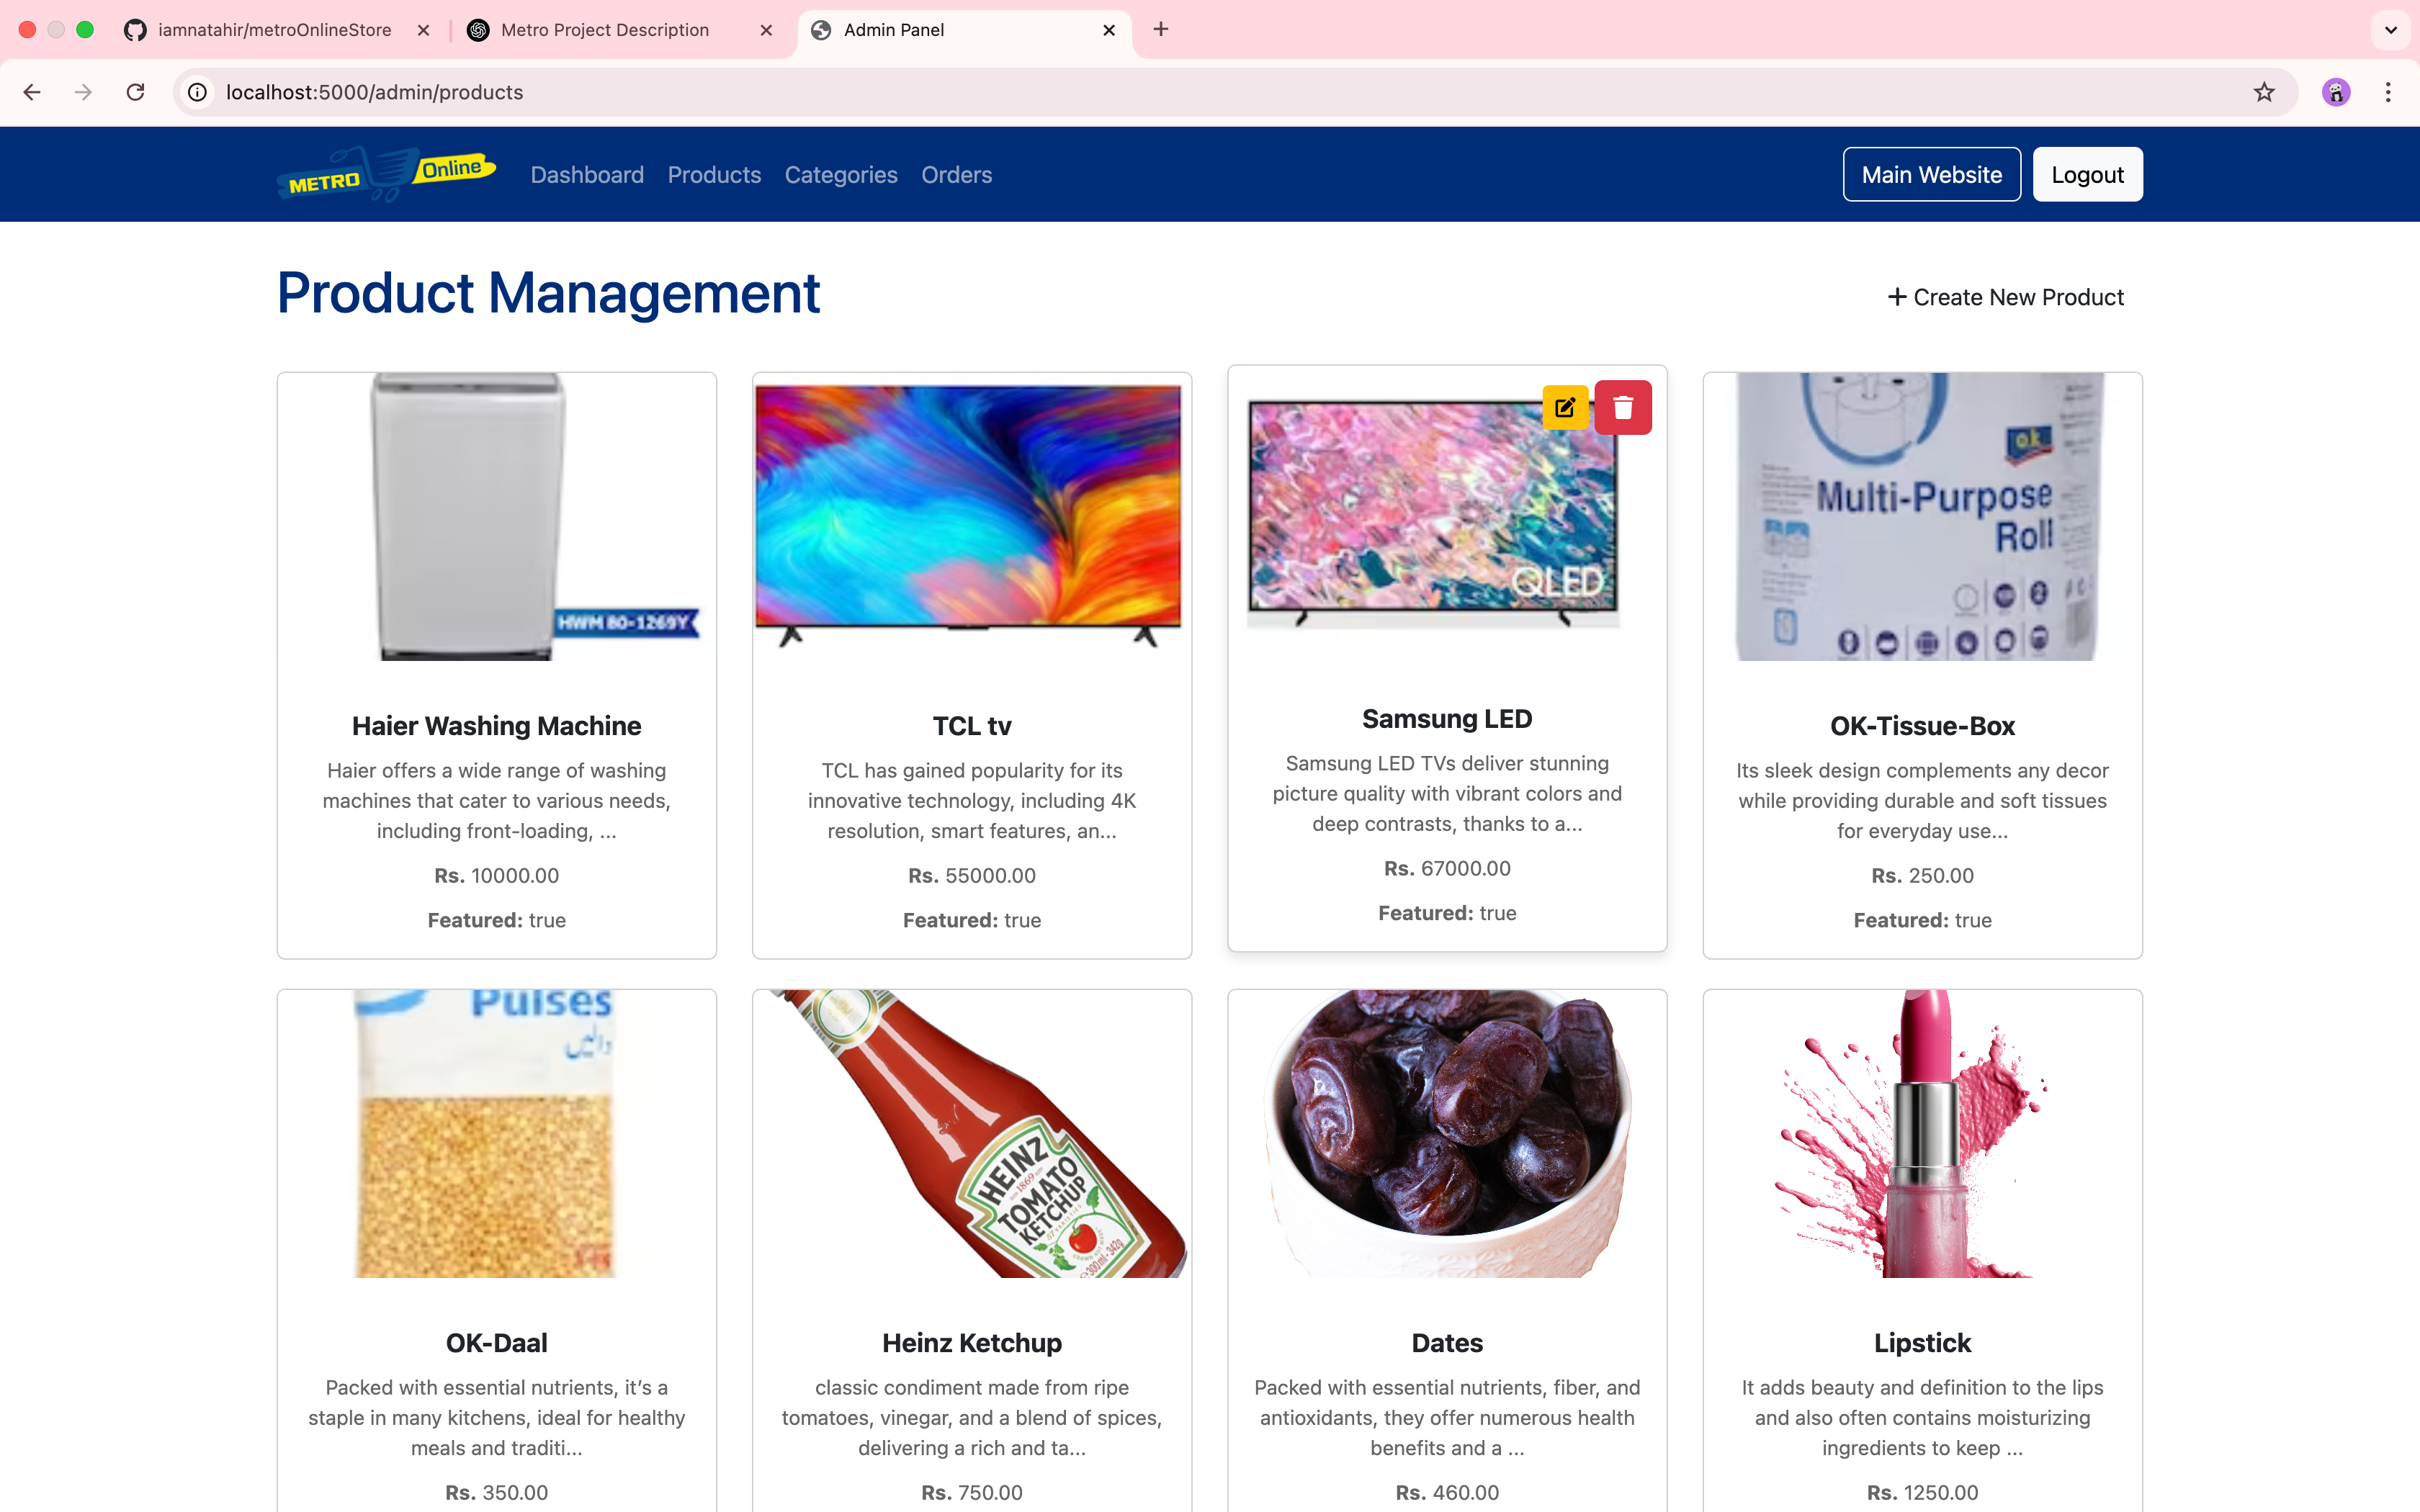 iamnatahir/metroOnlineStore
Metro Project Description
Admin Panel
localhost:5000/admin/products
METRO Online
Dashboard
Products
Categories
Orders
Main Website
Logout
Product Management
Create New Product
HWM 80-1269Y
QLED
ok
Multi-Purpose
Roll
Haier Washing Machine
Haier offers a wide range of washing
machines that cater to various needs,
including front-loading, ...
Rs. 10000.00
Featured: true
TCL tv
TCL has gained popularity for its
innovative technology, including 4K
resolution, smart features, an...
Rs. 55000.00
Featured: true
Samsung LED
Samsung LED TVs deliver stunning
picture quality with vibrant colors and
deep contrasts, thanks to a...
Rs. 67000.00
Featured: true
OK-Tissue-Box
Its sleek design complements any decor
while providing durable and soft tissues
for everyday use...
Rs. 250.00
Featured: true
Pulses
دالیں
HEINZ
TOMATO
KETCHUP
OK-Daal
Packed with essential nutrients, it’s a
staple in many kitchens, ideal for healthy
meals and traditi...
Rs. 350.00
Heinz Ketchup
classic condiment made from ripe
tomatoes, vinegar, and a blend of spices,
delivering a rich and ta...
Rs. 750.00
Dates
Packed with essential nutrients, fiber, and
antioxidants, they offer numerous health
benefits and a ...
Rs. 460.00
Lipstick
It adds beauty and definition to the lips
and also often contains moisturizing
ingredients to keep ...
Rs. 1250.00